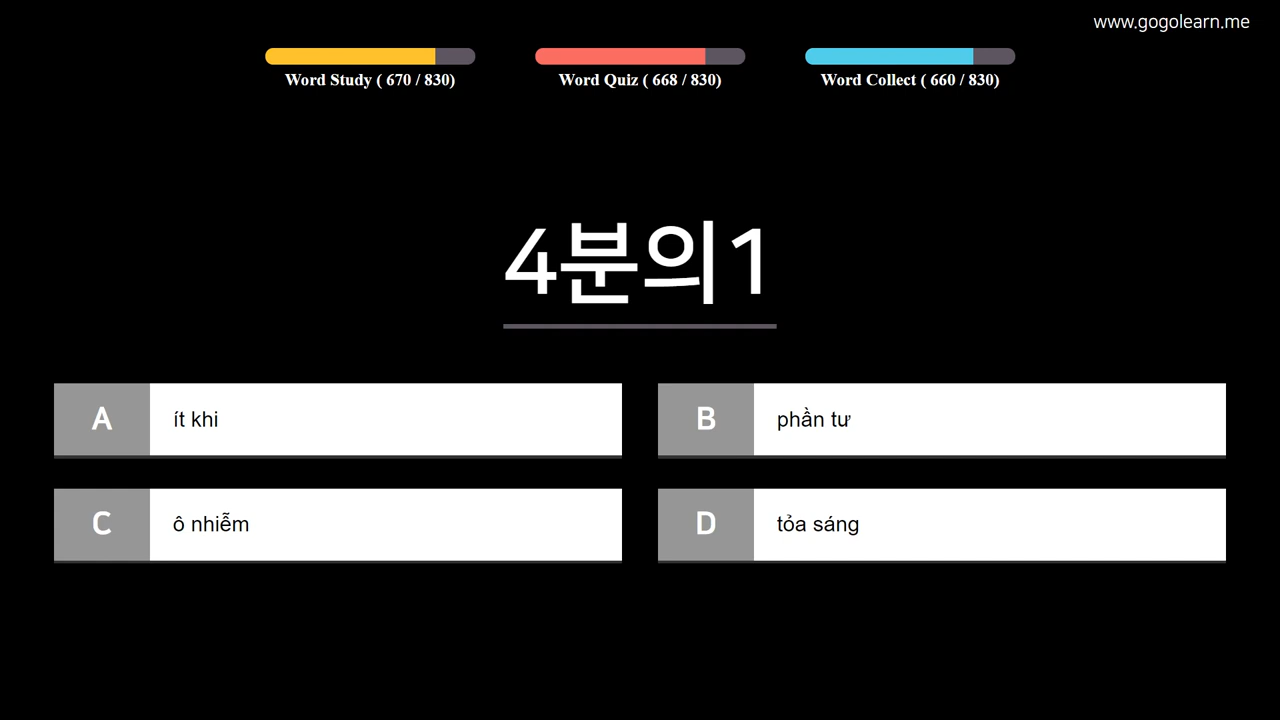 www.gogolearn.me
Word Study ( 670 / 830)
Word Quiz ( 668 / 830)
Word Collect ( 660 / 830)
4분의1
A
ít khi
B
phần tư
C
ô nhiễm
D
tỏa sáng